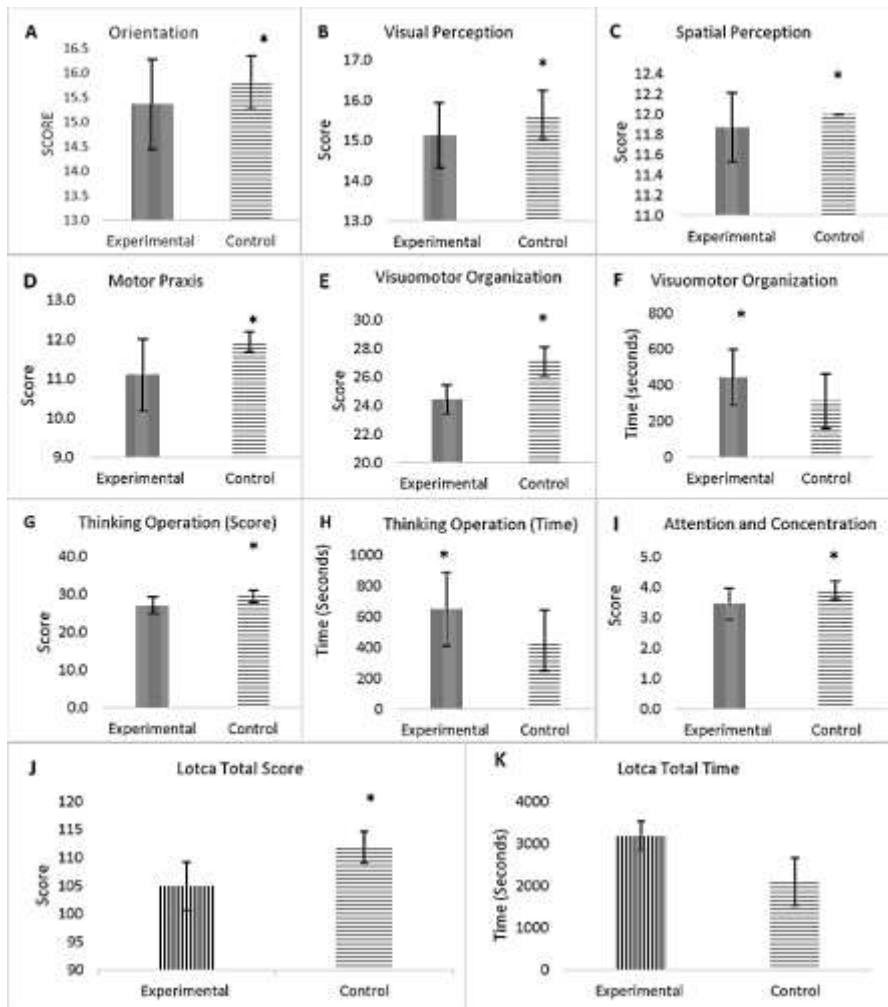 A Orientation *
16.5
16.0
15.5
15.0
14.5
14.0
13.5
13.0
SCORE
Experimental Control
B Visual Perception
*
17.0
16.0
15.0
14.0
13.0
Score
Experimental Control
C Spatial Perception
*
12.4
12.2
12.0
11.8
11.6
11.4
11.2
11.0
Score
Experimental Control
D Motor Praxis
*
13.0
12.0
11.0
10.0
9.0
Score
Experimental Control
E Visuomotor Organization
*
30.0
28.0
26.0
24.0
22.0
20.0
Score
Experimental Control
F Visuomotor Organization
*
800
600
400
200
0
Time (seconds)
Experimental Control
G Thinking Operation (Score)
*
40.0
30.0
20.0
10.0
0.0
Score
Experimental Control
H Thinking Operation (Time)
*
1000
800
600
400
200
0
Time (Seconds)
Experimental Control
I Attention and Concentration
*
5.0
4.0
3.0
2.0
1.0
0.0
Score
Experimental Control
J Lotca Total Score
*
120
115
110
105
100
95
90
Score
Experimental Control
K Lotca Total Time
4000
3000
2000
1000
0
Time (Seconds)
Experimental Control